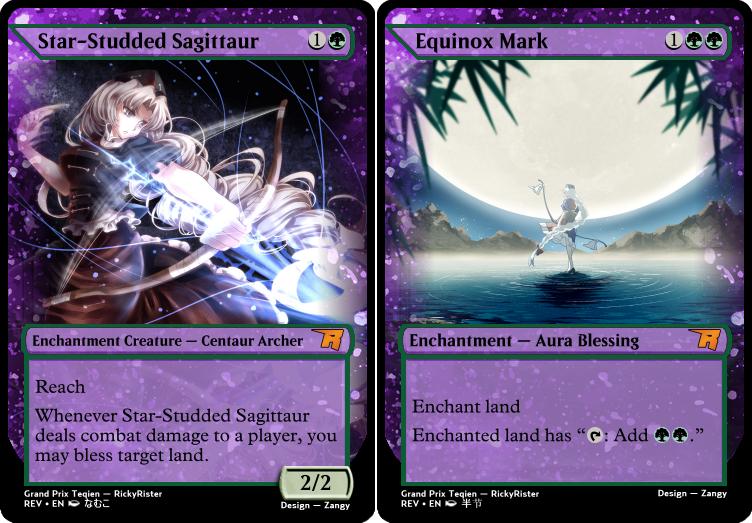 Star-Studded Sagittaur
1
Enchantment Creature — Centaur Archer
Reach
Whenever Star-Studded Sagittaur
deals combat damage to a player, you
may bless target land.
2/2
Grand Prix Teqien — RickyRister
REV • EN なむこ
Design — Zangy
Equinox Mark
1
Enchantment — Aura Blessing
Enchant land
Enchanted land has “: Add .”
Grand Prix Teqien — RickyRister
REV • EN 半节
Design — Zangy